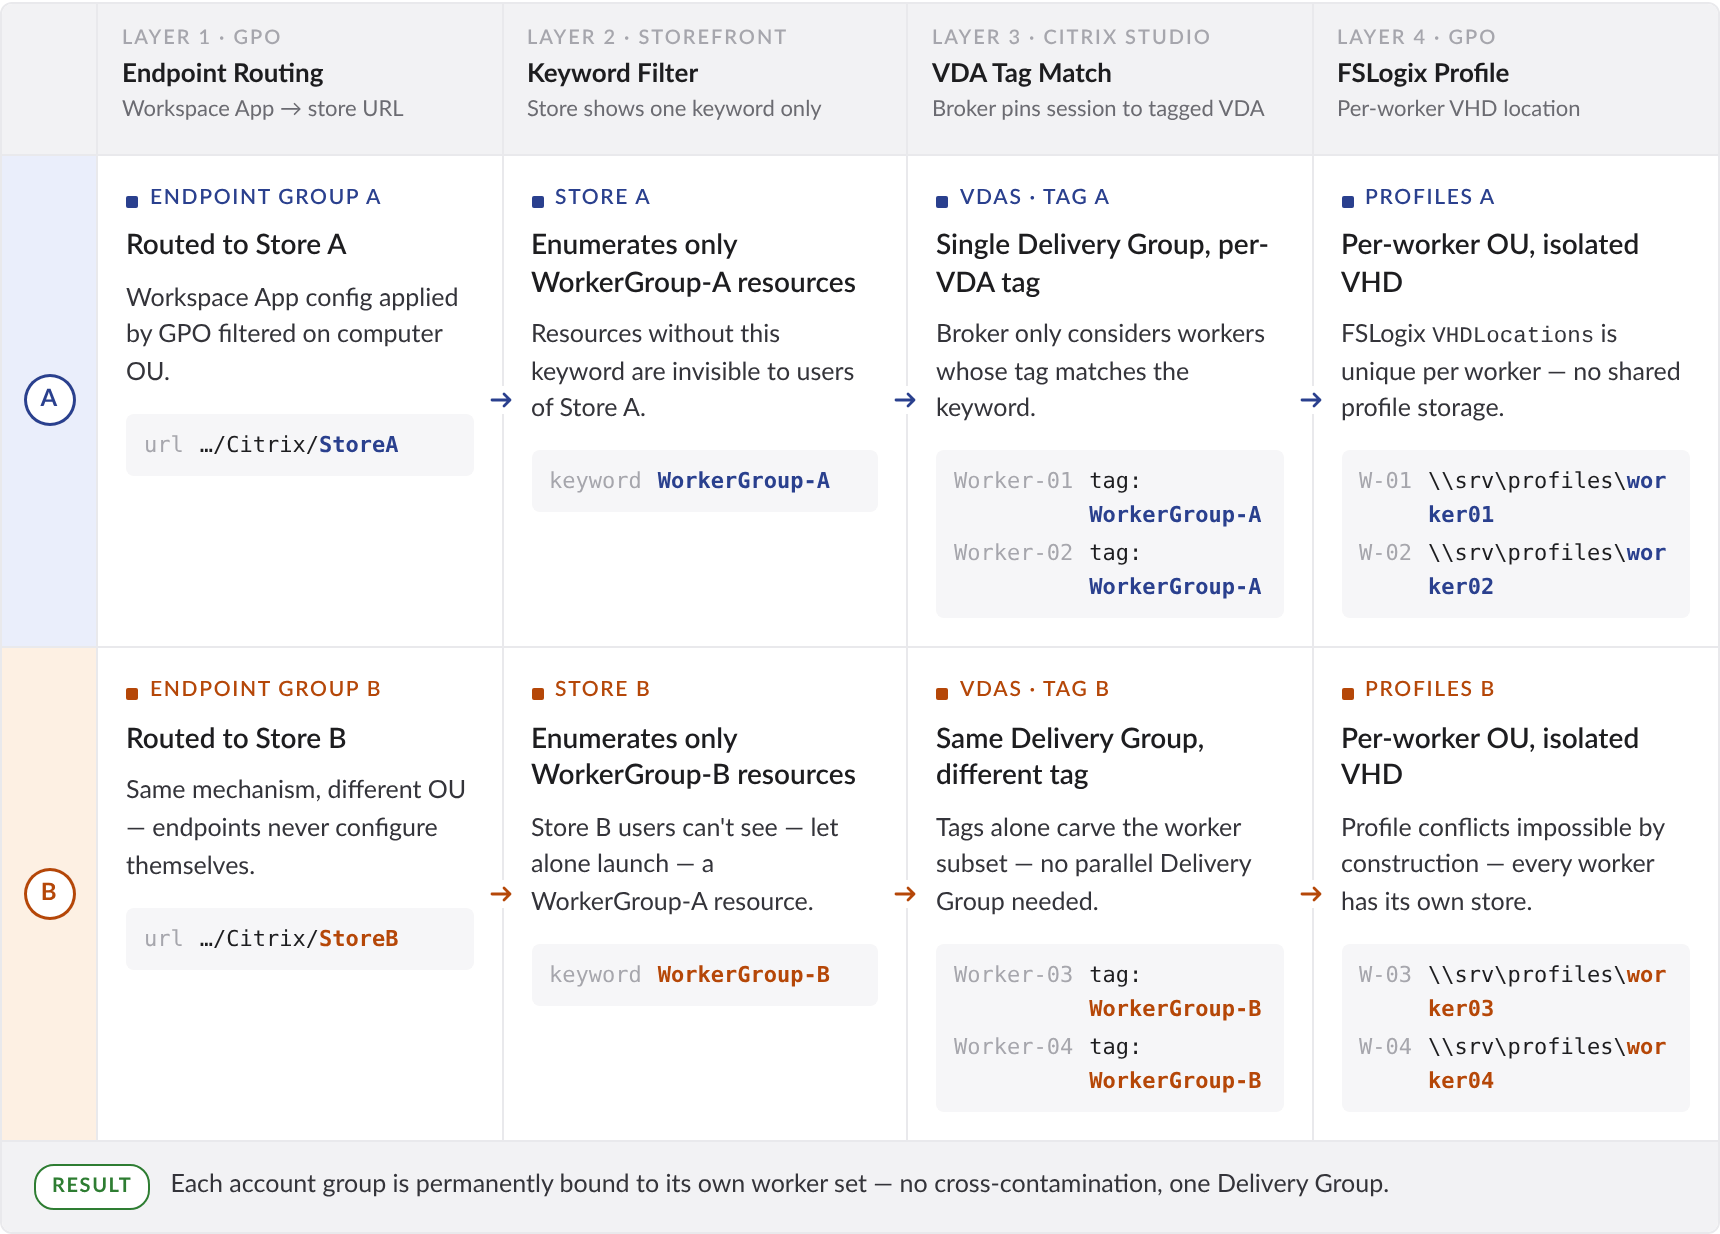 LAYER 1 · GPO
Endpoint Routing
Workspace App → store URL
LAYER 2 · STOREFRONT
Keyword Filter
Store shows one keyword only
LAYER 3 · CITRIX STUDIO
VDA Tag Match
Broker pins session to tagged VDA
LAYER 4 · GPO
FSLogix Profile
Per-worker VHD location
A
ENDPOINT GROUP A
Routed to Store A
Workspace App config applied
by GPO filtered on computer
OU.
url …/Citrix/StoreA
→
STORE A
Enumerates only
WorkerGroup-A resources
Resources without this
keyword are invisible to users
of Store A.
keyword WorkerGroup-A
→
VDAS · TAG A
Single Delivery Group, per-
VDA tag
Broker only considers workers
whose tag matches the
keyword.
Worker-01 tag:
WorkerGroup-A
Worker-02 tag:
WorkerGroup-A
→
PROFILES A
Per-worker OU, isolated
VHD
FSLogix VHDLocations is
unique per worker — no shared
profile storage.
W-01 \\srv\profiles\wor
ker01
W-02 \\srv\profiles\wor
ker02
B
ENDPOINT GROUP B
Routed to Store B
Same mechanism, different OU
— endpoints never configure
themselves.
url …/Citrix/StoreB
→
STORE B
Enumerates only
WorkerGroup-B resources
Store B users can't see — let
alone launch — a
WorkerGroup-A resource.
keyword WorkerGroup-B
→
VDAS · TAG B
Same Delivery Group,
different tag
Tags alone carve the worker
subset — no parallel Delivery
Group needed.
Worker-03 tag:
WorkerGroup-B
Worker-04 tag:
WorkerGroup-B
→
PROFILES B
Per-worker OU, isolated
VHD
Profile conflicts impossible by
construction — every worker
has its own store.
W-03 \\srv\profiles\wor
ker03
W-04 \\srv\profiles\wor
ker04
RESULT Each account group is permanently bound to its own worker set — no cross-contamination, one Delivery Group.